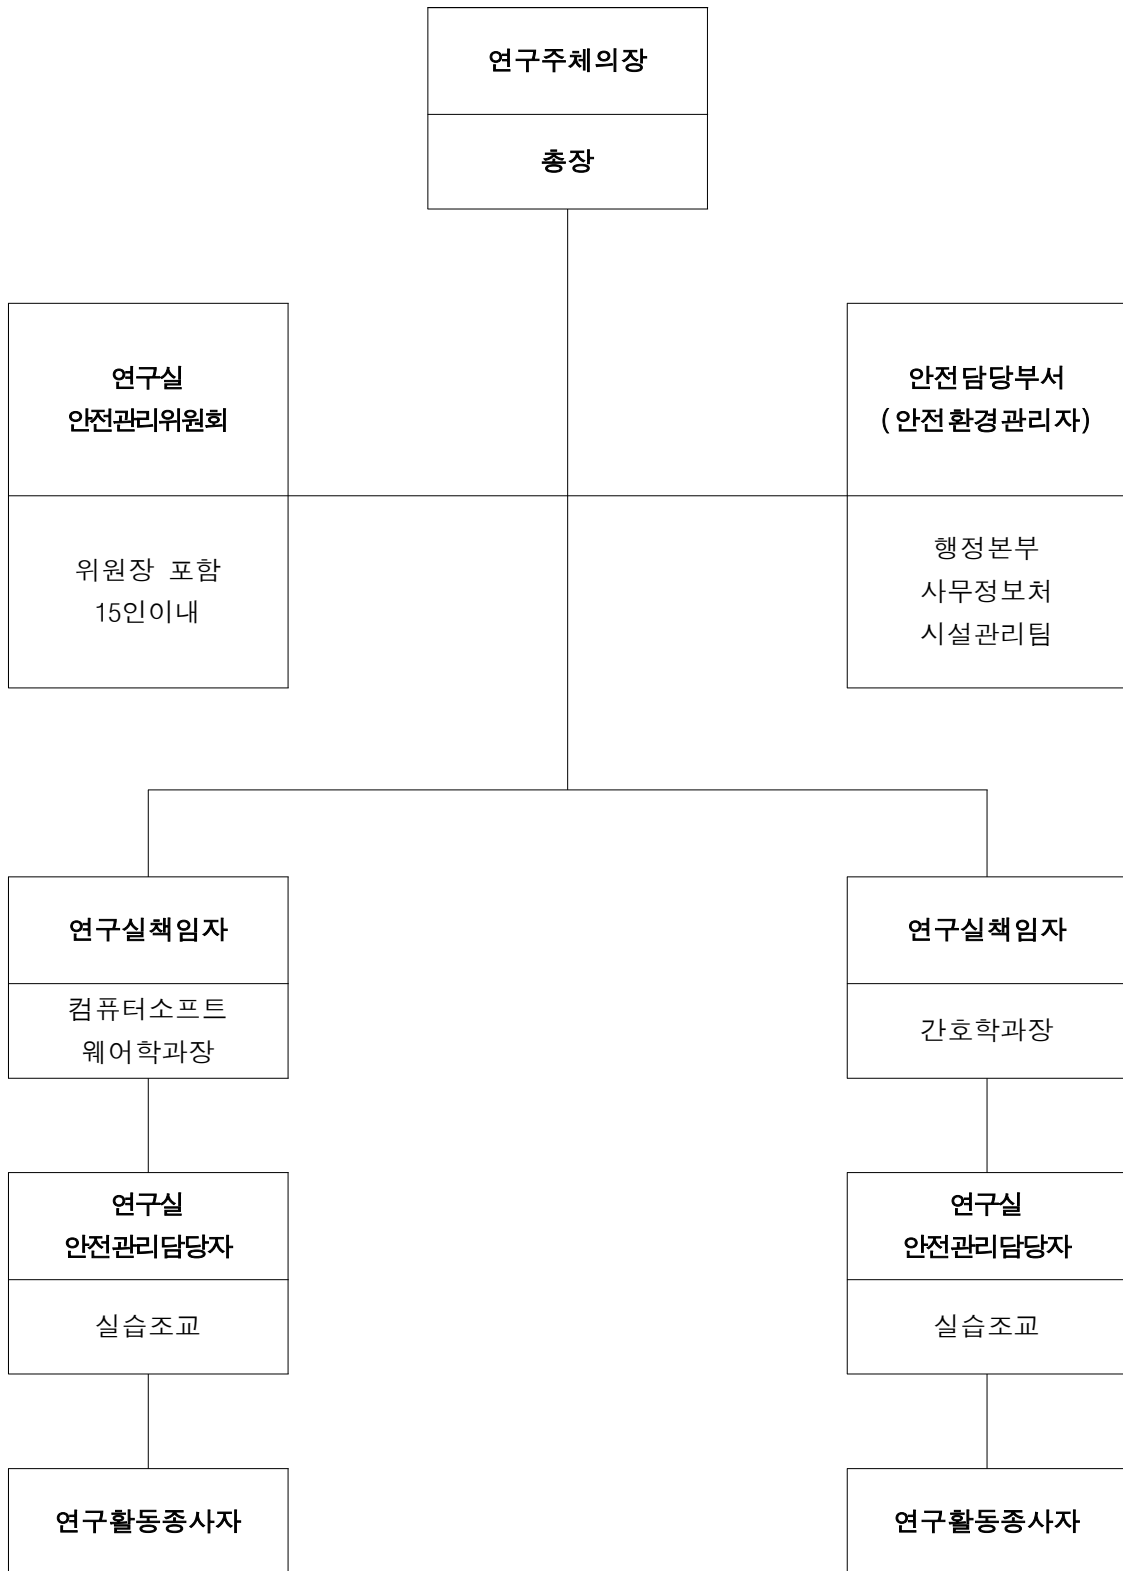 연구주체의장
총장
연구실
안전관리위원회
안전담당부서
(안전환경관리자)
위원장 포함
15인이내
행정본부
사무정보처
시설관리팀
연구실책임자
연구실책임자
컴퓨터소프트
웨어학과장
간호학과장
연구실
안전관리담당자
연구실
안전관리담당자
실습조교
실습조교
연구활동종사자
연구활동종사자